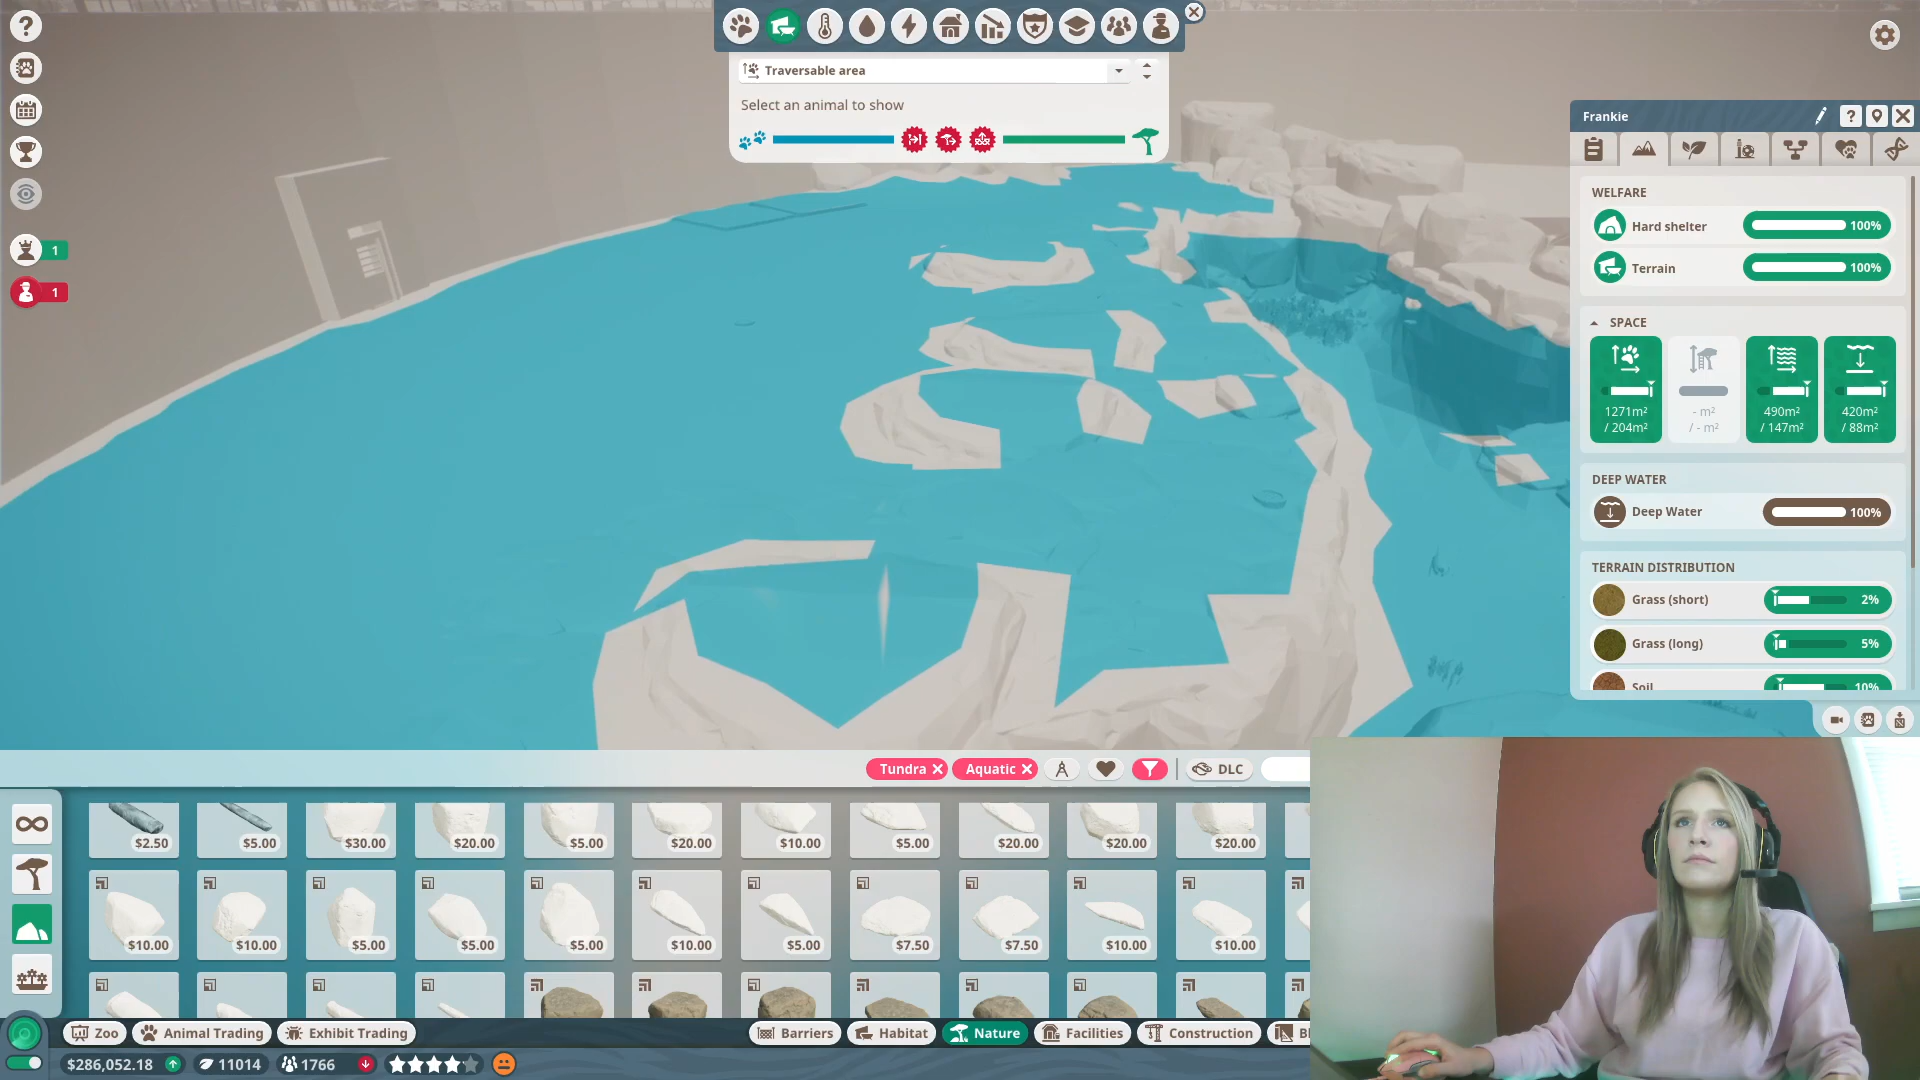 Traversable area
Select an animal to show
1
1
Frankie
WELFARE
Hard shelter 100%
Terrain 100%
SPACE
1271m² - m² 490m² 420m²
/ 204m² / - m² / 147m² / 88m²
DEEP WATER
Deep Water 100%
TERRAIN DISTRIBUTION
Grass (short) 2%
Grass (long) 5%
Soil 10%
Tundra Aquatic DLC
$2.50 $5.00 $30.00 $20.00 $5.00 $20.00 $10.00 $5.00 $20.00 $20.00 $20.00
$10.00 $10.00 $5.00 $5.00 $5.00 $10.00 $5.00 $7.50 $7.50 $10.00 $10.00
Zoo Animal Trading Exhibit Trading Barriers Habitat Nature Facilities Construction
$286,052.18 11014 1766